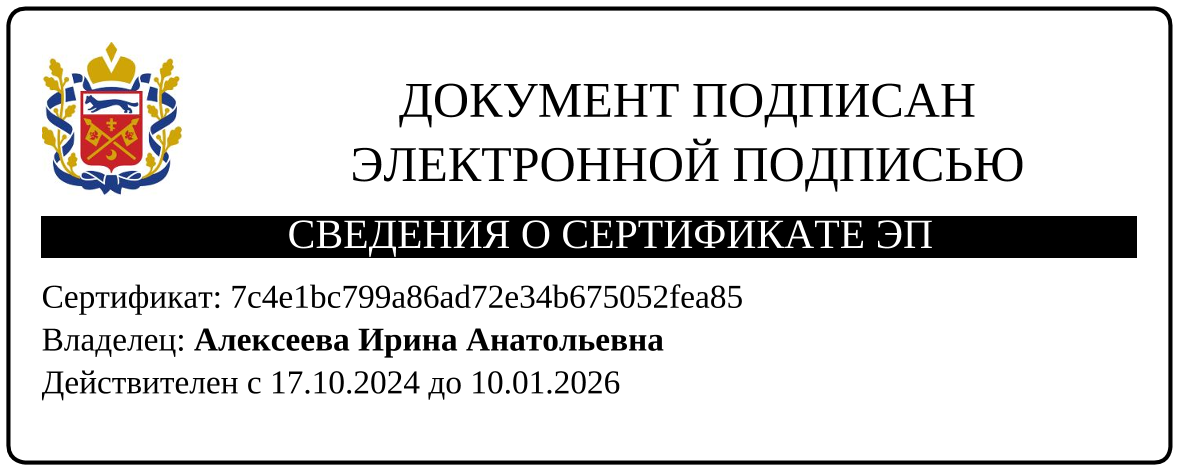 ДОКУМЕНТ ПОДПИСАН
ЭЛЕКТРОННОЙ ПОДПИСЬЮ
СВЕДЕНИЯ О СЕРТИФИКАТЕ ЭП
Сертификат: 7c4e1bc799a86ad72e34b675052fea85
Владелец: Алексеева Ирина Анатольевна
Действителен с 17.10.2024 до 10.01.2026